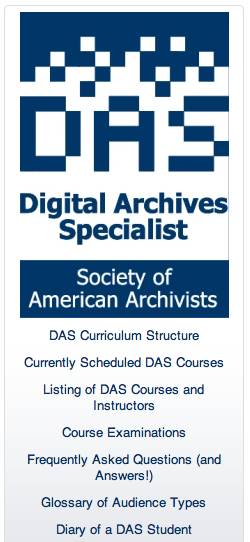 DAS
Digital Archives
Specialist
Society of
American Archivists
DAS Curriculum Structure
Currently Scheduled DAS Courses
Listing of DAS Courses and
Instructors
Course Examinations
Frequently Asked Questions (and
Answers!)
Glossary of Audience Types
Diary of a DAS Student